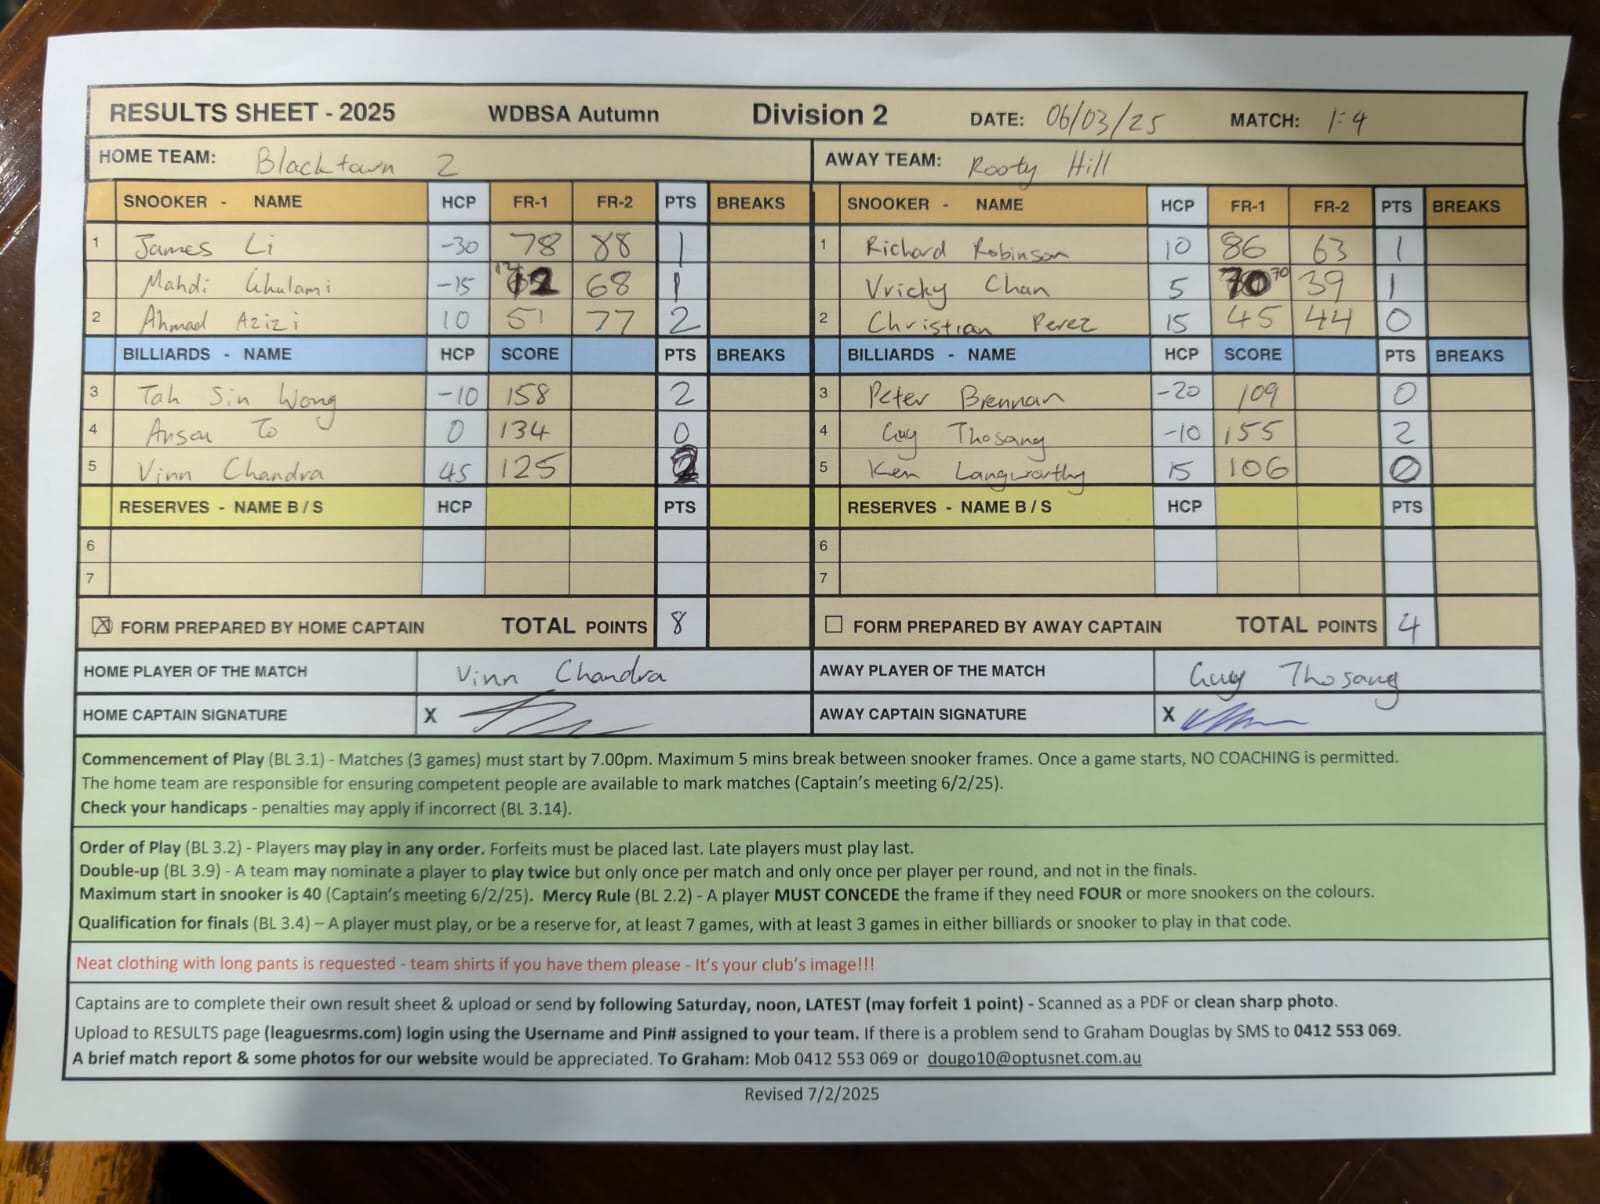 RESULTS SHEET - 2025 WDBSA Autumn Division 2 DATE: 06/03/25 MATCH: 1:4
HOME TEAM: Blacktown 2 AWAY TEAM: Rooty Hill
SNOOKER - NAME HCP FR-1 FR-2 PTS BREAKS SNOOKER - NAME HCP FR-1 FR-2 PTS BREAKS
1 James Li -30 78 88 1 1 Richard Robinson 10 86 63 1
Mahdi Ghulami -15 12 68 1 Vricky Chan 5 70 70 39 1
2 Ahmad Azizi 10 51 77 2 2 Christian Perez 15 45 44 0
BILLIARDS - NAME HCP SCORE PTS BREAKS BILLIARDS - NAME HCP SCORE PTS BREAKS
3 Tah Sin Wong -10 158 2 3 Peter Brennan -20 109 0
4 Anson To 0 134 0 4 Guy Thosang -10 155 2
5 Vinn Chandra 45 125 2 5 Ken Langworthy 15 106 0
RESERVES - NAME B / S HCP PTS RESERVES - NAME B / S HCP PTS
6 6
7 7
FORM PREPARED BY HOME CAPTAIN TOTAL POINTS 8 FORM PREPARED BY AWAY CAPTAIN TOTAL POINTS 4
HOME PLAYER OF THE MATCH Vinn Chandra AWAY PLAYER OF THE MATCH Guy Thosang
HOME CAPTAIN SIGNATURE X AWAY CAPTAIN SIGNATURE X
Commencement of Play (BL 3.1) - Matches (3 games) must start by 7.00pm. Maximum 5 mins break between snooker frames. Once a game starts, NO COACHING is permitted.
The home team are responsible for ensuring competent people are available to mark matches (Captain's meeting 6/2/25).
Check your handicaps - penalties may apply if incorrect (BL 3.14).
Order of Play (BL 3.2) - Players may play in any order. Forfeits must be placed last. Late players must play last.
Double-up (BL 3.9) - A team may nominate a player to play twice but only once per match and only once per player per round, and not in the finals.
Maximum start in snooker is 40 (Captain's meeting 6/2/25). Mercy Rule (BL 2.2) - A player MUST CONCEDE the frame if they need FOUR or more snookers on the colours.
Qualification for finals (BL 3.4) – A player must play, or be a reserve for, at least 7 games, with at least 3 games in either billiards or snooker to play in that code.
Neat clothing with long pants is requested - team shirts if you have them please - It's your club's image!!!
Captains are to complete their own result sheet & upload or send by following Saturday, noon, LATEST (may forfeit 1 point) - Scanned as a PDF or clean sharp photo.
Upload to RESULTS page (leaguesrms.com) login using the Username and Pin# assigned to your team. If there is a problem send to Graham Douglas by SMS to 0412 553 069.
A brief match report & some photos for our website would be appreciated. To Graham: Mob 0412 553 069 or dougo10@optusnet.com.au
Revised 7/2/2025